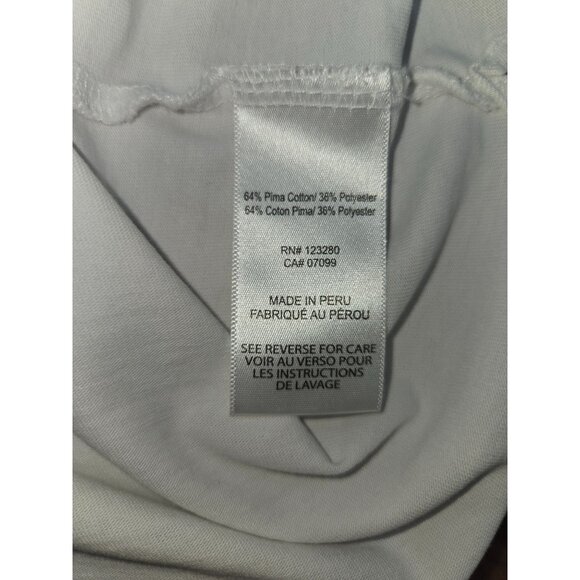 64% Pima Cotton/ 36% Polyester
64% Coton Pima/ 36% Polyester
RN# 123280
CA# 07099
MADE IN PERU
FABRIQUÉ AU PÉROU
SEE REVERSE FOR CARE
VOIR AU VERSO POUR
LES INSTRUCTIONS
DE LAVAGE